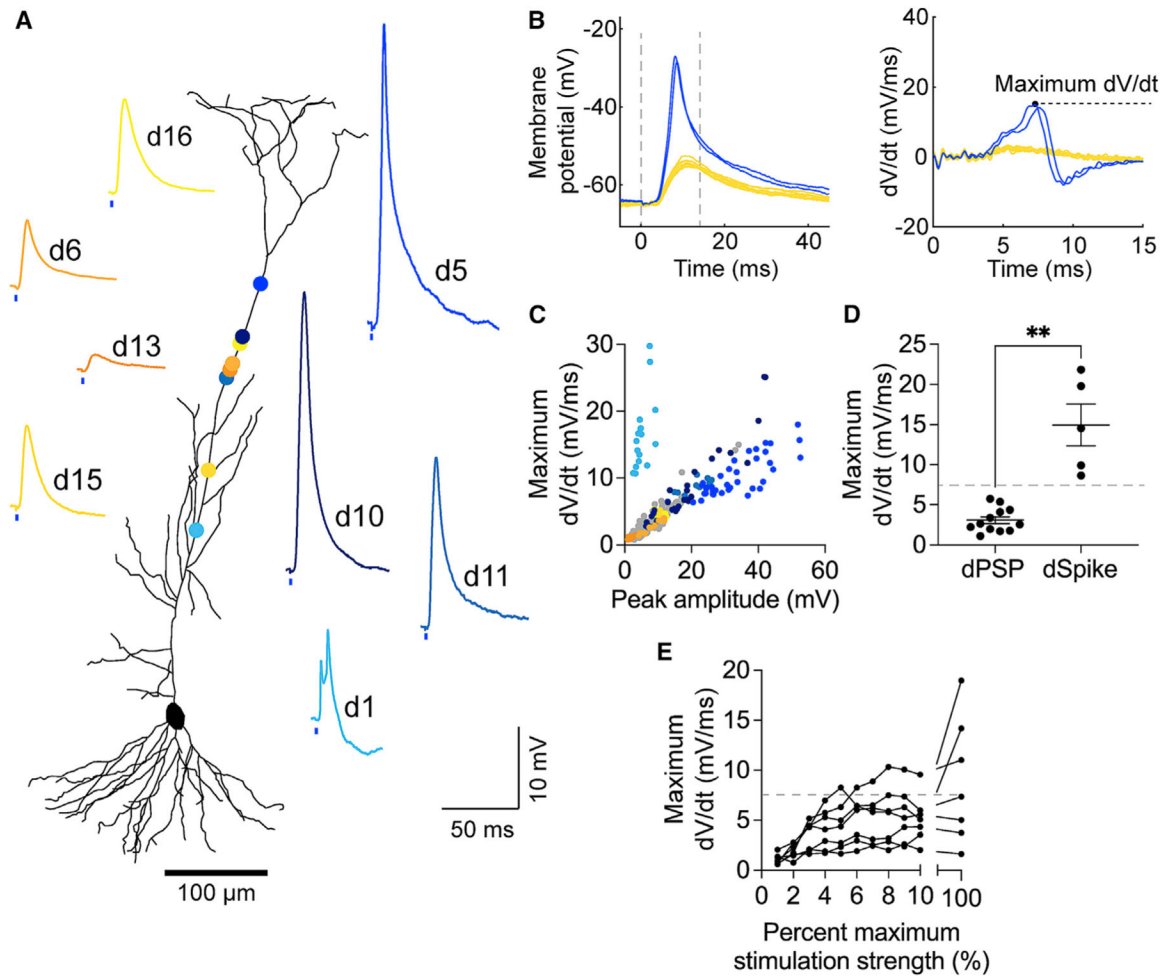 A
d16
d6
d13
d15
d5
d10
d11
d1
10 mV
50 ms
100 µm
B
Membrane
potential (mV)
-20
-40
-60
0
20
40
Time (ms)
dV/dt (mV/ms)
40
20
0
-20
Maximum dV/dt
0
5
10
15
Time (ms)
C
Maximum
dV/dt (mV/ms)
30
20
10
0
0
20
40
60
Peak amplitude (mV)
D
Maximum
dV/dt (mV/ms)
25
20
15
10
5
0
**
dPSP
dSpike
E
Maximum
dV/dt (mV/ms)
20
15
10
5
0
0
2
4
6
8
10
100
Percent maximum
stimulation strength (%)